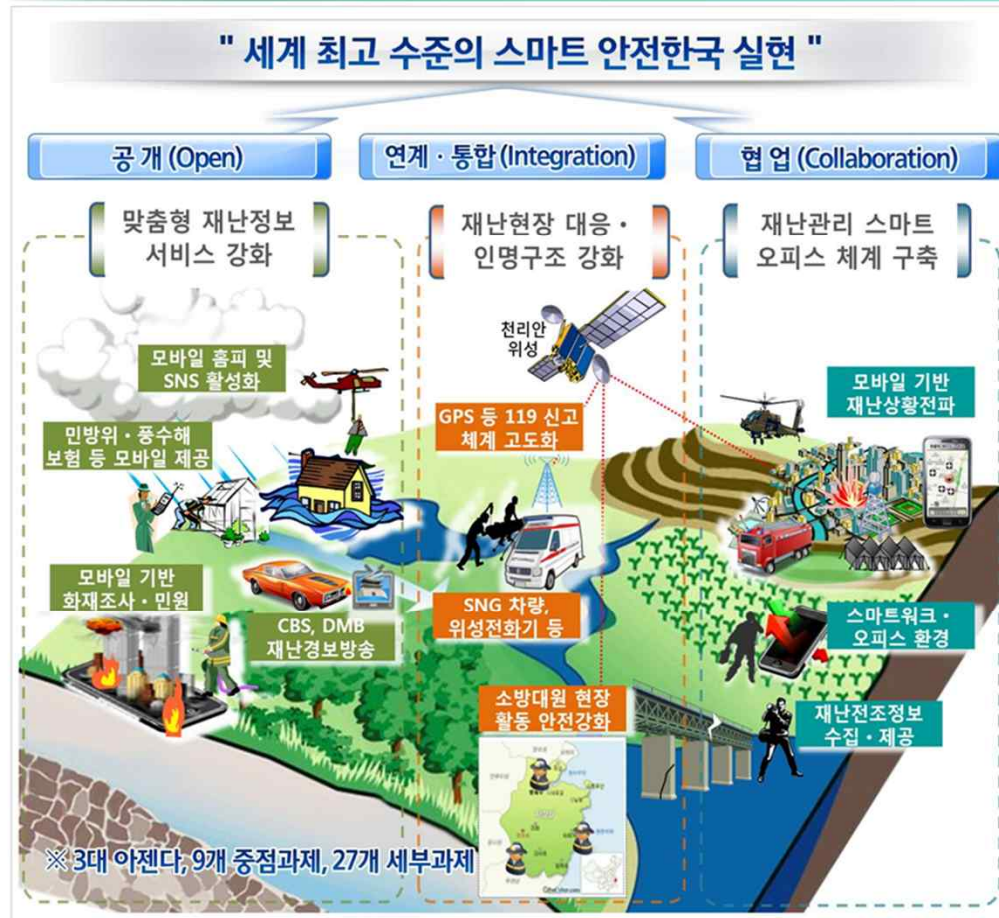 " 세계 최고 수준의 스마트 안전한국 실현 "
공 개 (Open)
연계 · 통합 (Integration)
협 업 (Collaboration)
맞춤형 재난정보
서비스 강화
재난현장 대응 ·
인명구조 강화
재난관리 스마트
오피스 체계 구축
모바일 홈피 및
SNS 활성화
민방위 · 풍수해
보험 등 모바일 제공
모바일 기반
화재조사 · 민원
CBS, DMB
재난경보방송
천리안
위성
GPS 등 119 신고
체계 고도화
SNG 차량,
위성전화기 등
소방대원 현장
활동 안전강화
모바일 기반
재난상황전파
스마트워크 ·
오피스 환경
재난전조정보
수집 · 제공
※ 3대 아젠다, 9개 중점과제, 27개 세부과제